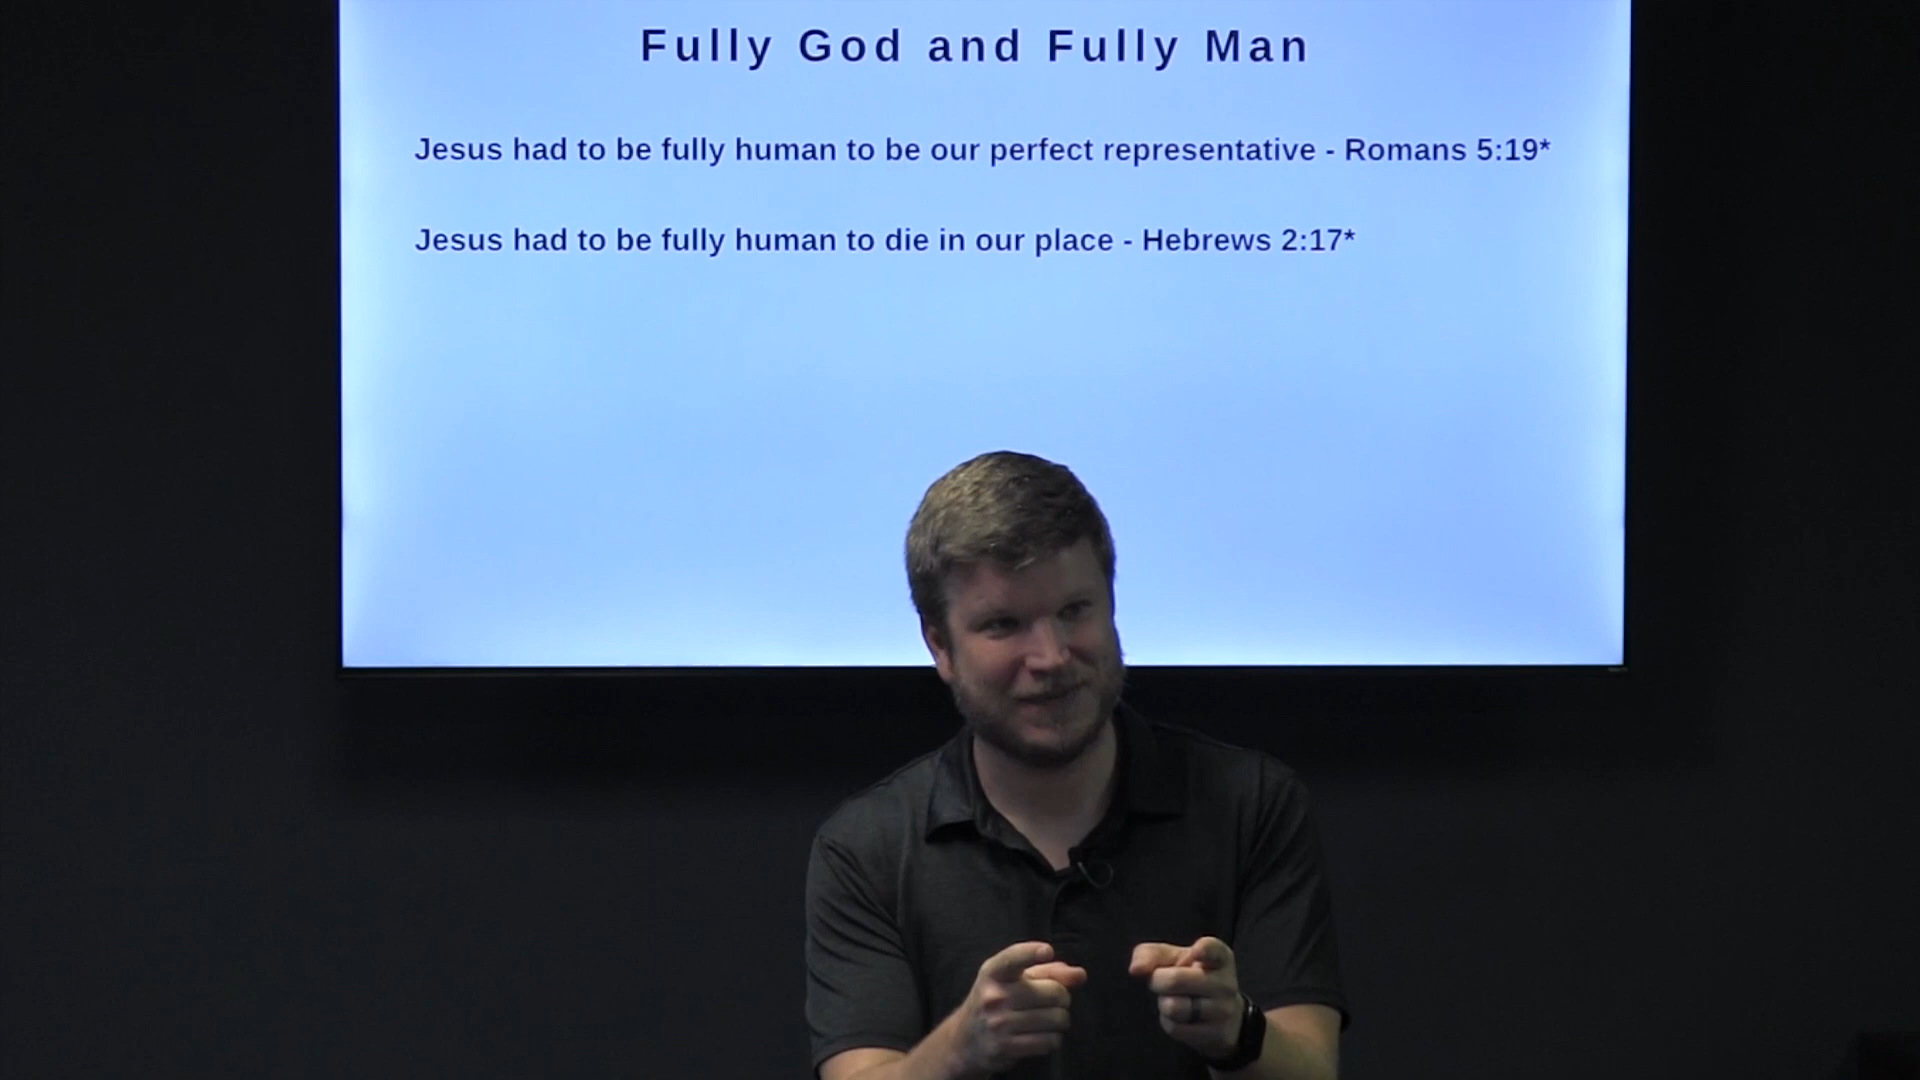 Fully God and Fully Man
Jesus had to be fully human to be our perfect representative - Romans 5:19*
Jesus had to be fully human to die in our place - Hebrews 2:17*